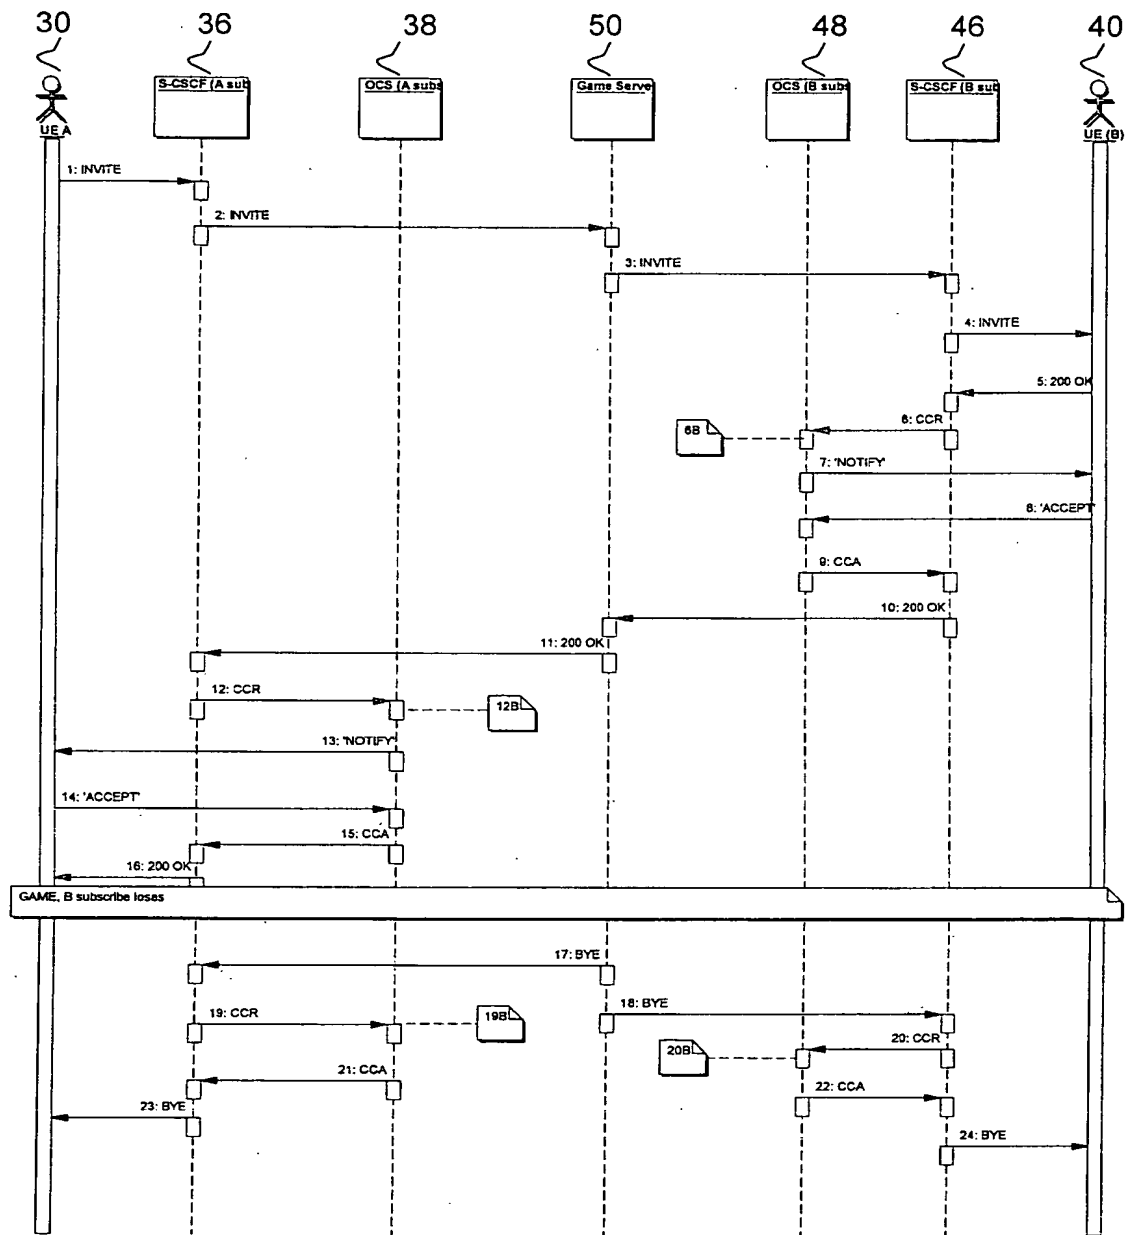 30 36 38 50 48 46 40
S-CSCF (A sub
OCS (A subs
Game Serve
OCS (B subs
S-CSCF (B sub
UE A
UE (B)
1: INVITE
2: INVITE
3: INVITE
4: INVITE
5: 200 OK
6: CCR
6B
7: 'NOTIFY'
8: 'ACCEPT'
9: CCA
10: 200 OK
11: 200 OK
12: CCR
12B
13: 'NOTIFY'
14: 'ACCEPT'
15: CCA
16: 200 OK
GAME, B subscribe loses
17: BYE
18: BYE
19: CCR
19B
20: CCR
20B
21: CCA
22: CCA
23: BYE
24: BYE